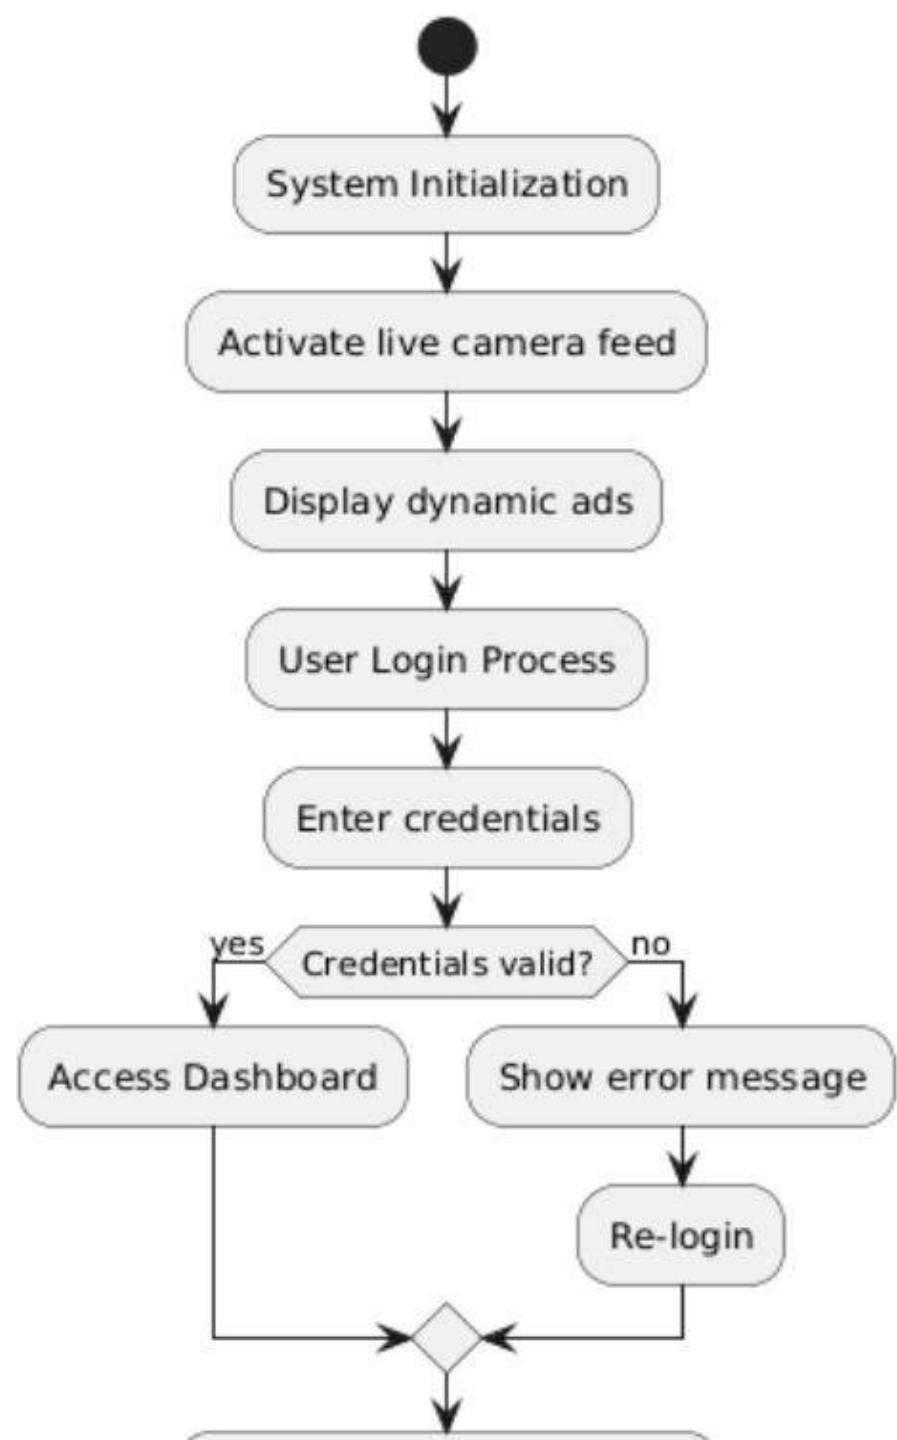 System Initialization
Activate live camera feed
Display dynamic ads
User Login Process
Enter credentials
yes
Credentials valid?
no
Access Dashboard
Show error message
Re-login